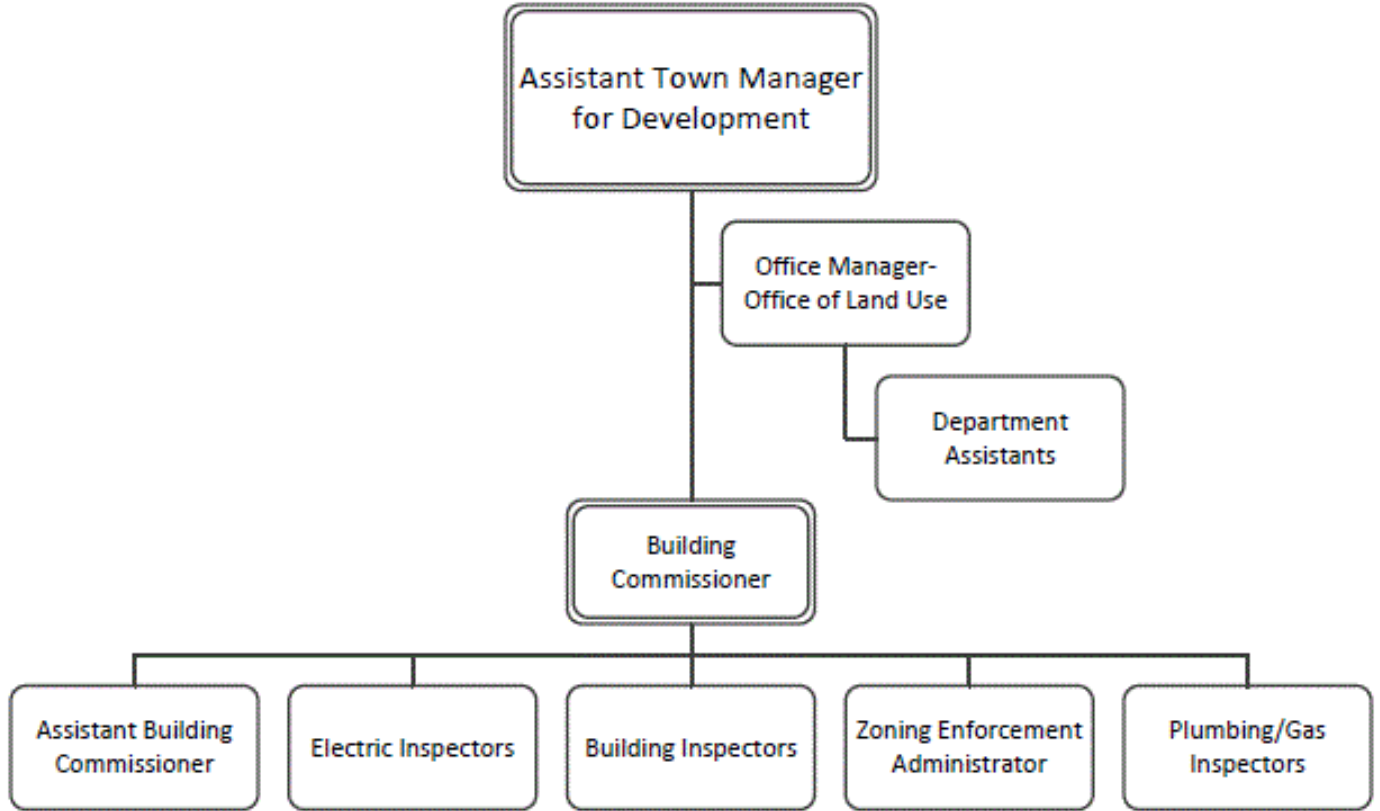 Assistant Town Manager
for Development
Office Manager-
Office of Land Use
Department
Assistants
Building
Commissioner
Assistant Building
Commissioner
Electric Inspectors
Building Inspectors
Zoning Enforcement
Administrator
Plumbing/Gas
Inspectors